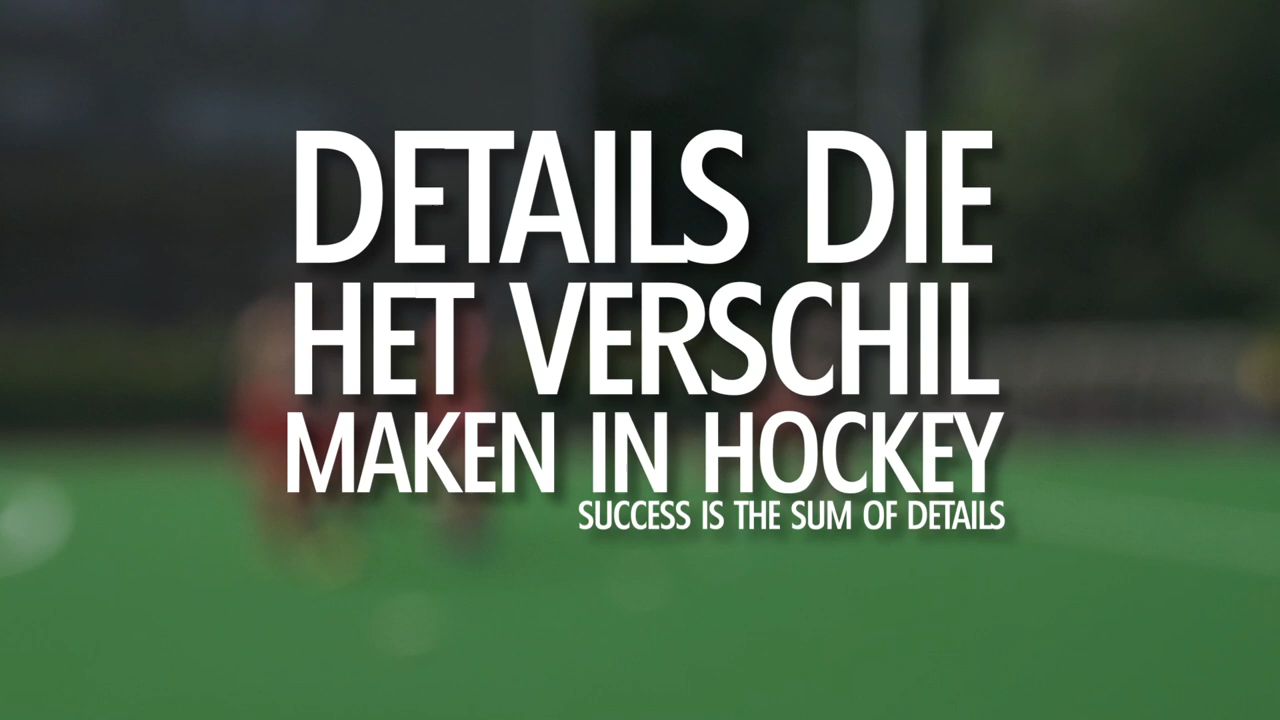 DETAILS DIE
HET VERSCHIL
MAKEN IN HOCKEY
SUCCESS IS THE SUM OF DETAILS